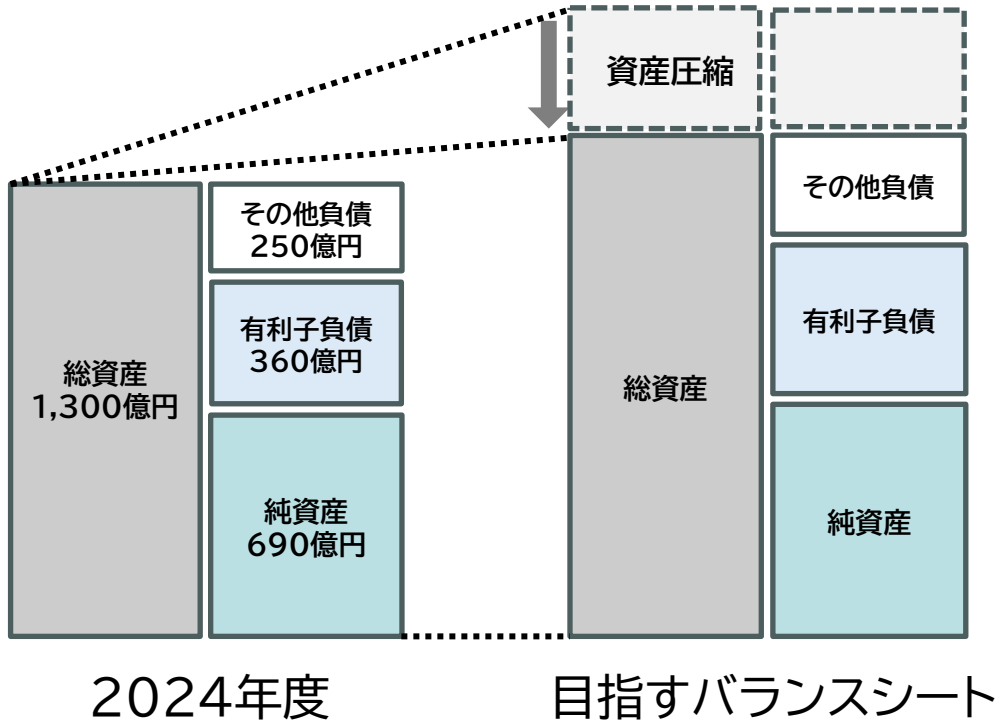 資産圧縮
その他負債
250億円
有利子負債
360億円
総資産
1,300億円
純資産
690億円
その他負債
有利子負債
総資産
純資産
2024年度
目指すバランスシート